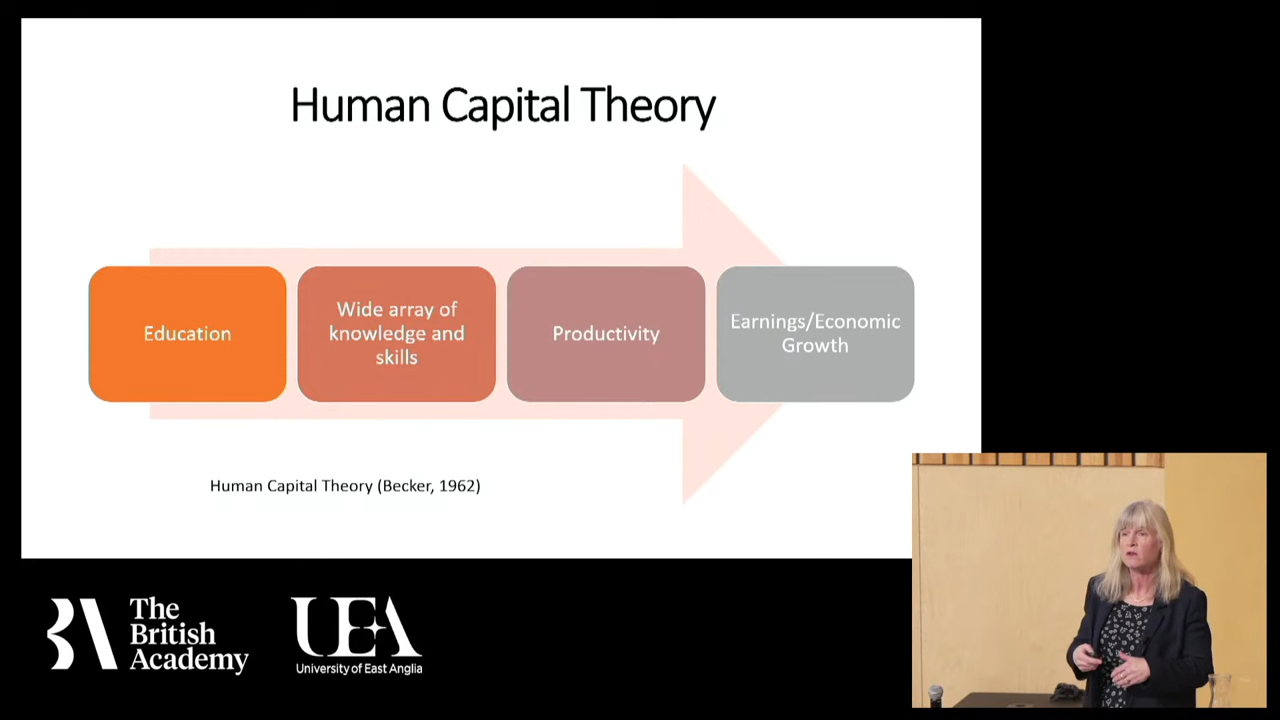 Human Capital Theory
Education
Wide array of
knowledge and
skills
Productivity
Earnings/Economic
Growth
Human Capital Theory (Becker, 1962)
The
British
Academy
UEA
University of East Anglia